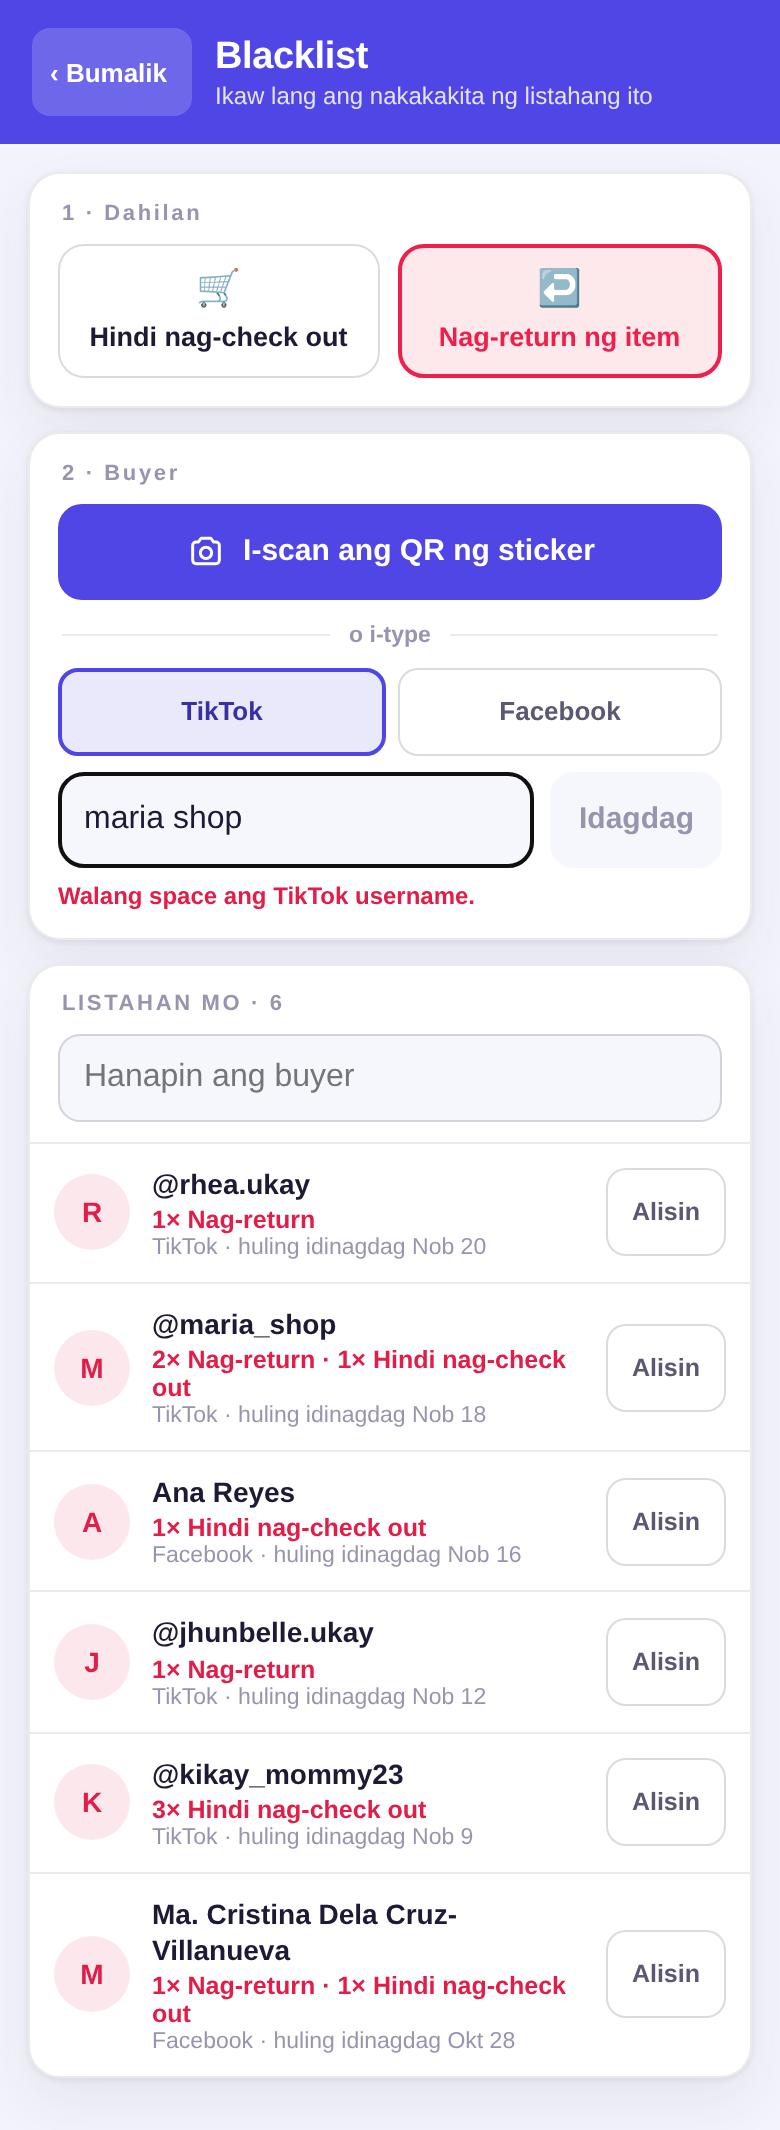 ‹ Bumalik
Blacklist
Ikaw lang ang nakakakita ng listahang ito
1 · Dahilan
Hindi nag-check out
Nag-return ng item
2 · Buyer
I-scan ang QR ng sticker
o i-type
TikTok
Facebook
maria shop
Idagdag
Walang space ang TikTok username.
LISTAHAN MO · 6
Hanapin ang buyer
R
@rhea.ukay
1× Nag-return
TikTok · huling idinagdag Nob 20
Alisin
M
@maria_shop
2× Nag-return · 1× Hindi nag-check
out
TikTok · huling idinagdag Nob 18
Alisin
A
Ana Reyes
1× Hindi nag-check out
Facebook · huling idinagdag Nob 16
Alisin
J
@jhunbelle.ukay
1× Nag-return
TikTok · huling idinagdag Nob 12
Alisin
K
@kikay_mommy23
3× Hindi nag-check out
TikTok · huling idinagdag Nob 9
Alisin
M
Ma. Cristina Dela Cruz-
Villanueva
1× Nag-return · 1× Hindi nag-check
out
Facebook · huling idinagdag Okt 28
Alisin